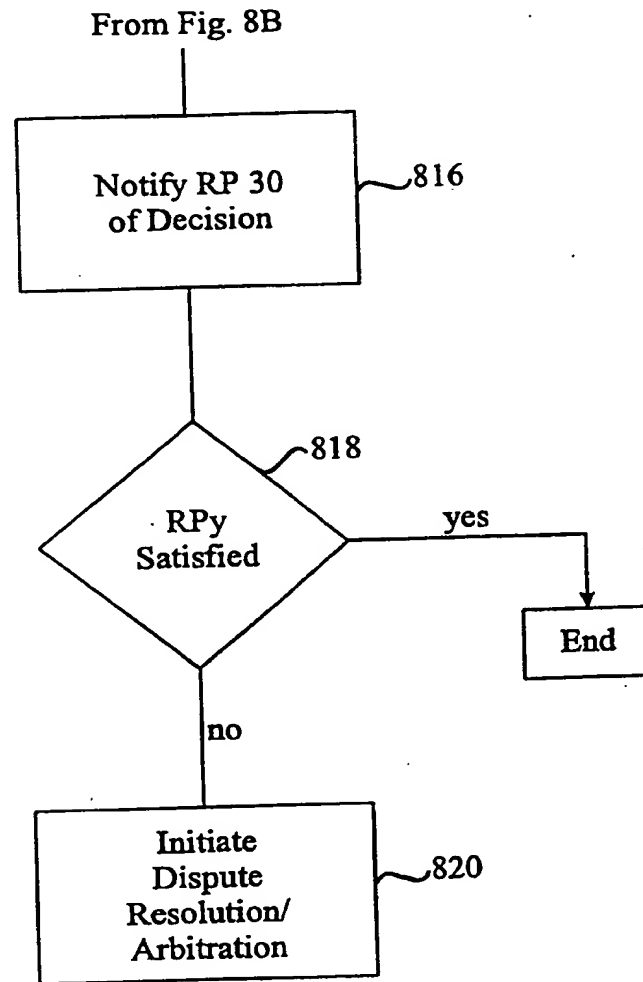 From Fig. 8B
Notify RP 30
of Decision
816
818
RPy
Satisfied
yes
End
no
Initiate
Dispute
Resolution/
Arbitration
820